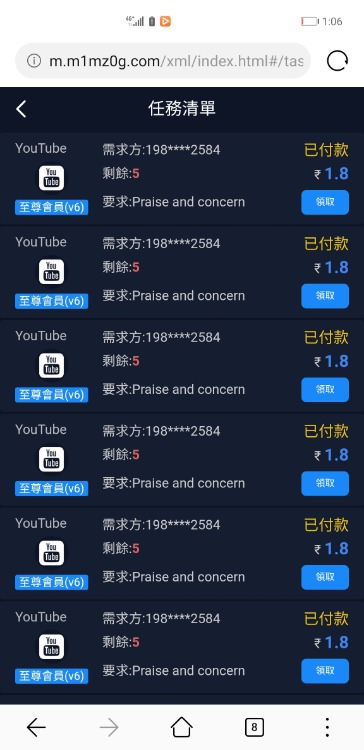 46
1:06
m.m1mz0g.com/xml/index.html#/tas
任務清單
YouTube
需求方:198****2584
已付款
You
Tube
剩餘:5
₹ 1.8
至尊會員(v6)
要求:Praise and concern
領取
YouTube
需求方:198****2584
已付款
You
Tube
剩餘:5
₹ 1.8
至尊會員(v6)
要求:Praise and concern
領取
YouTube
需求方:198****2584
已付款
You
Tube
剩餘:5
₹ 1.8
至尊會員(v6)
要求:Praise and concern
領取
YouTube
需求方:198****2584
已付款
You
Tube
剩餘:5
₹ 1.8
至尊會員(v6)
要求:Praise and concern
領取
YouTube
需求方:198****2584
已付款
You
Tube
剩餘:5
₹ 1.8
至尊會員(v6)
要求:Praise and concern
領取
YouTube
需求方:198****2584
已付款
You
Tube
剩餘:5
₹ 1.8
至尊會員(v6)
要求:Praise and concern
領取
8